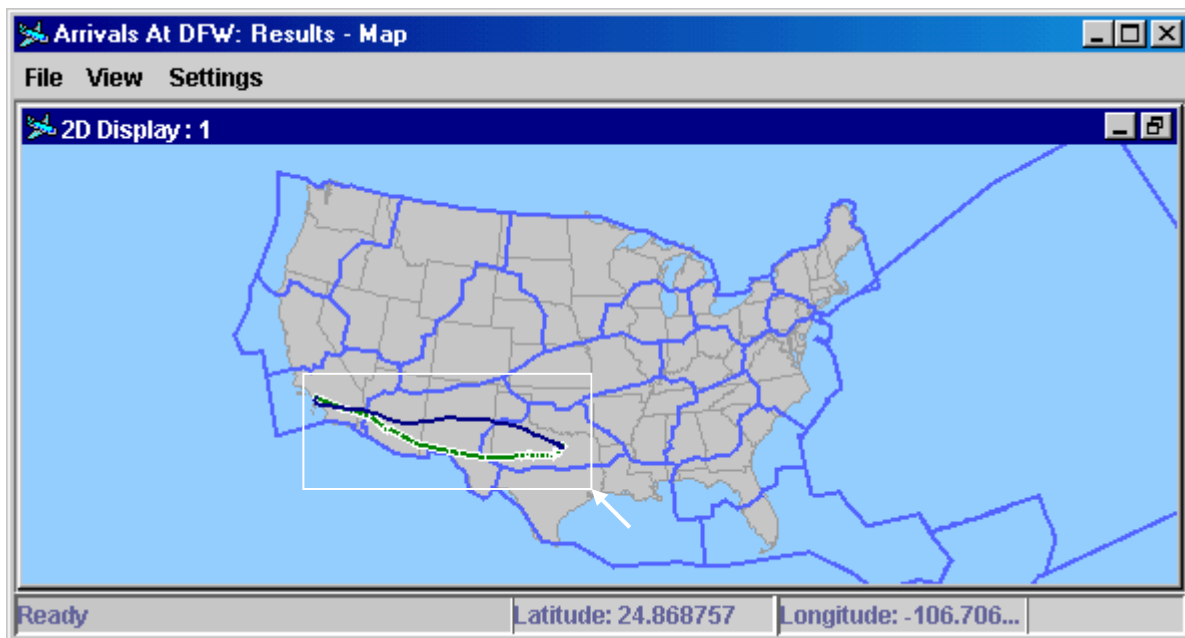 Arrivals At DFW: Results - Map
File View Settings
2D Display : 1
Ready Latitude: 24.868757 Longitude: -106.706...